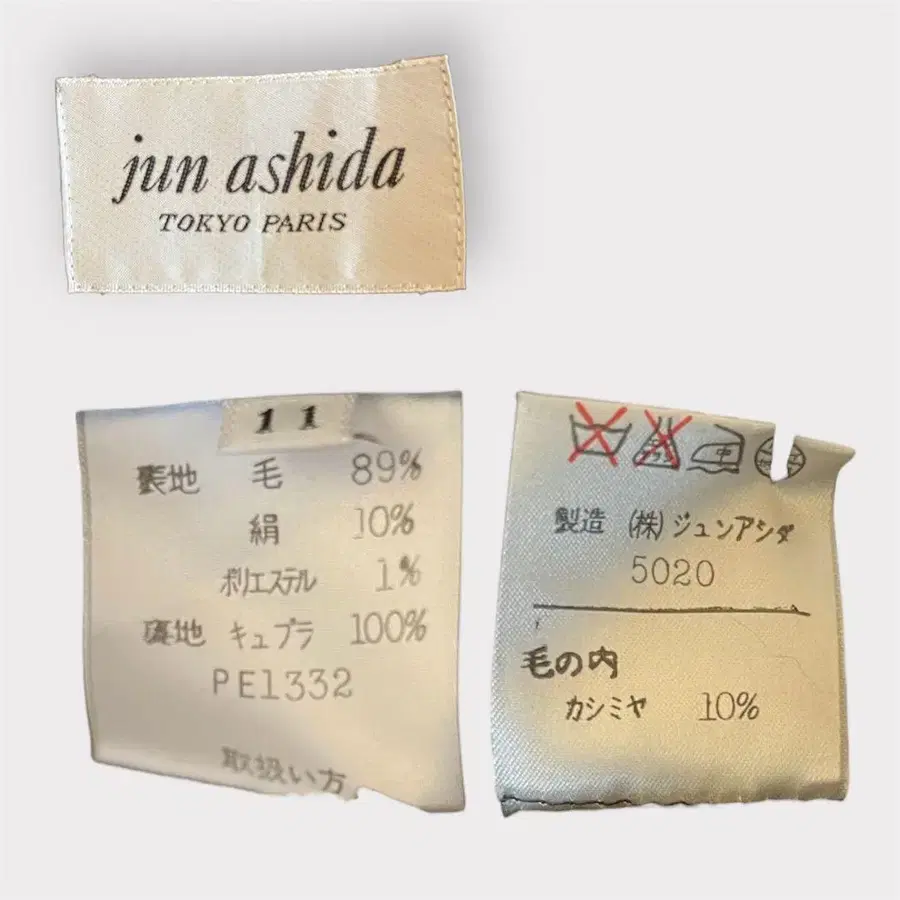 jun ashida
TOKYO PARIS
11
表地 毛 89%
絹 10%
ポリエステル 1%
裏地 キュプラ 100%
PE1332
取扱い方
中
製造 (株)ジュンアシダ
5020
毛の内
カシミヤ 10%